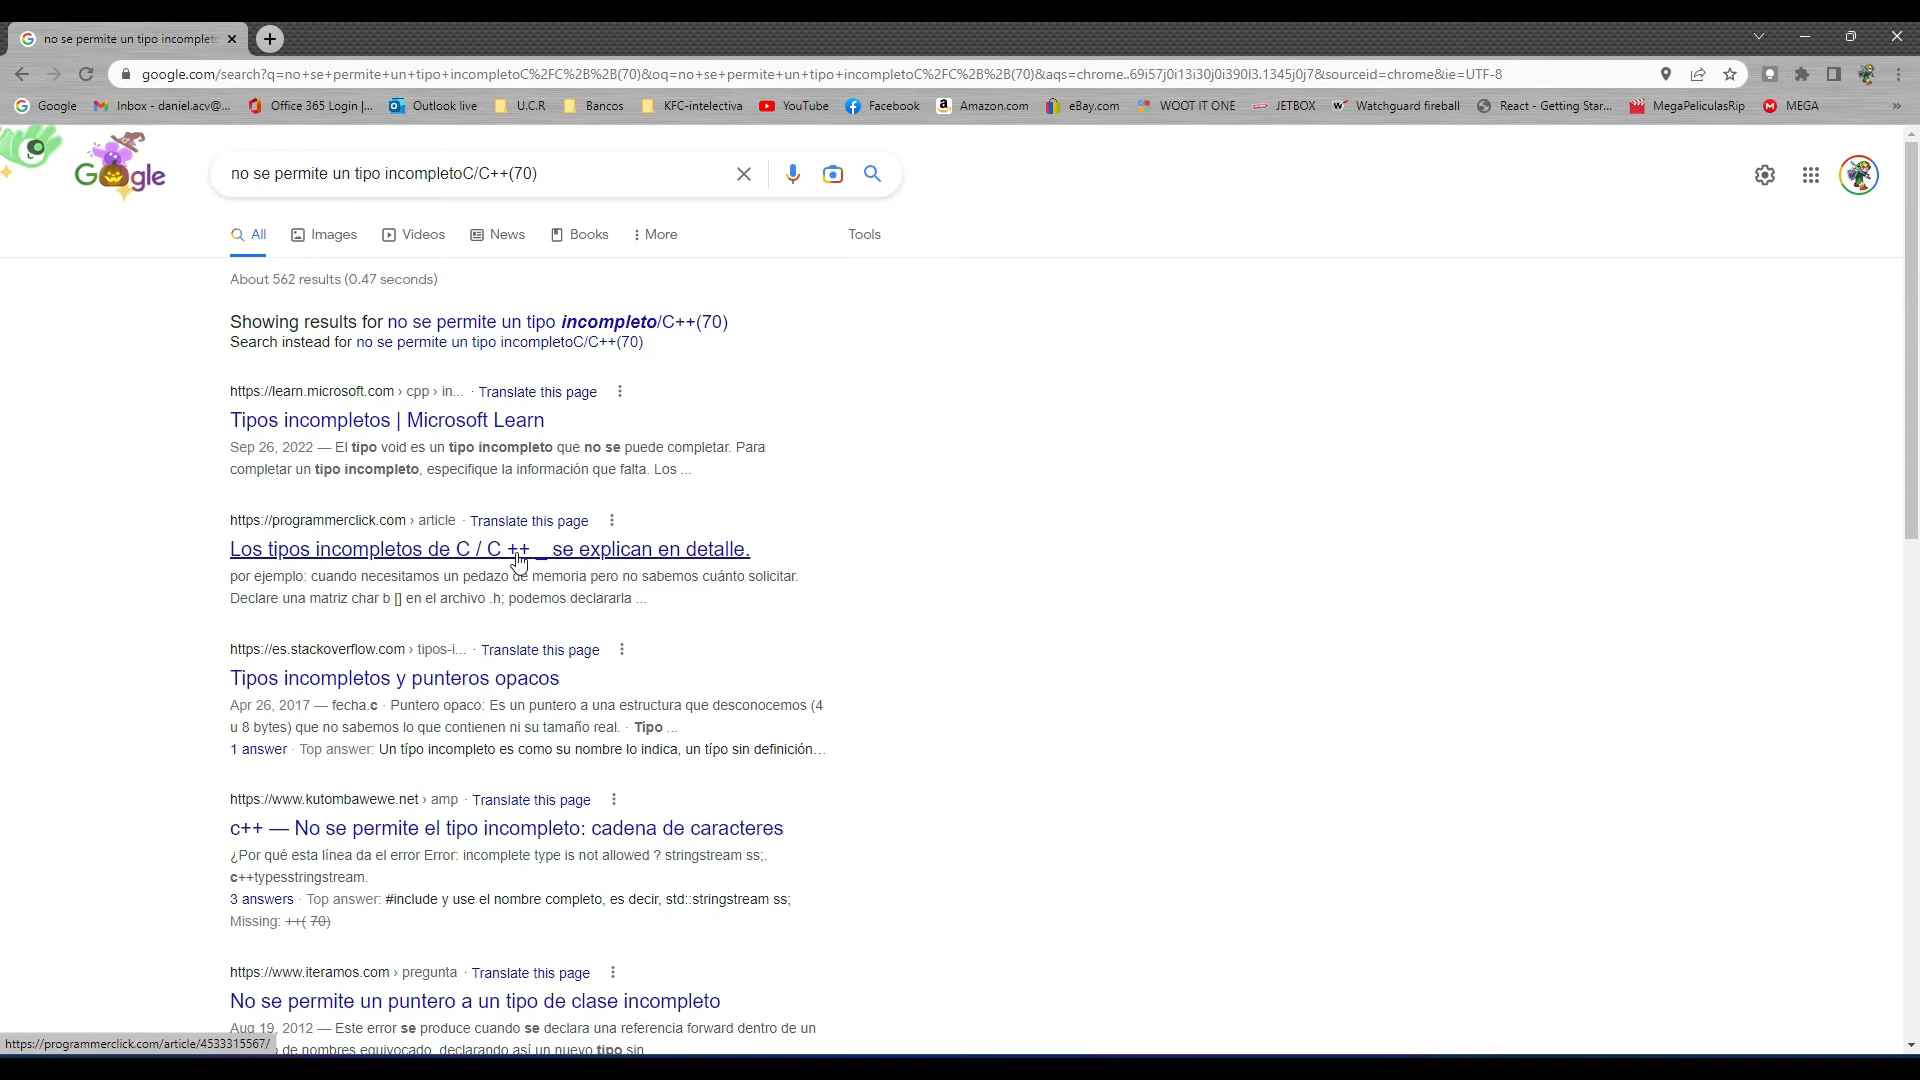 no se permite un tipo incomplet
google.com/search?q=no+se+permite+un+tipo+incompletoC%2FC%2B%2B(70)&oq=no+se+permite+un+tipo+incompletoC%2FC%2B%2B(70)&aqs=chrome..69i57j0i13i30j0i390l3.1345j0j7&sourceid=chrome&ie=UTF-8
Google Inbox - daniel.acv@... Office 365 Login |... Outlook live U.C.R Bancos KFC-intelectiva YouTube Facebook Amazon.com eBay.com WOOT IT ONE JETBOX Watchguard fireball React - Getting Star... MegaPeliculasRip MEGA »
Google
no se permite un tipo incompletoC/C++(70)
All Images Videos News Books More Tools
About 562 results (0.47 seconds)
Showing results for no se permite un tipo incompleto/C++(70)
Search instead for no se permite un tipo incompletoC/C++(70)
https://learn.microsoft.com › cpp › in... · Translate this page
Tipos incompletos | Microsoft Learn
Sep 26, 2022 — El tipo void es un tipo incompleto que no se puede completar. Para
completar un tipo incompleto, especifique la información que falta. Los ...
https://programmerclick.com › article · Translate this page
Los tipos incompletos de C / C ++ _ se explican en detalle.
por ejemplo: cuando necesitamos un pedazo de memoria pero no sabemos cuánto solicitar.
Declare una matriz char b [] en el archivo .h; podemos declararla ...
https://es.stackoverflow.com › tipos-i... · Translate this page
Tipos incompletos y punteros opacos
Apr 26, 2017 — fecha.c · Puntero opaco: Es un puntero a una estructura que desconocemos (4
u 8 bytes) que no sabemos lo que contienen ni su tamaño real. · Típo ...
1 answer · Top answer: Un típo incompleto es como su nombre lo indica, un típo sin definición...
https://www.kutombawewe.net › amp · Translate this page
c++ — No se permite el tipo incompleto: cadena de caracteres
¿Por qué esta línea da el error Error: incomplete type is not allowed ? stringstream ss;.
c++typesstringstream.
3 answers · Top answer: #include y use el nombre completo, es decir, std::stringstream ss;
Missing: ++( 70)
https://www.iteramos.com › pregunta · Translate this page
No se permite un puntero a un tipo de clase incompleto
Aug 19, 2012 — Este error se produce cuando se declara una referencia forward dentro de un
de nombres equivocado, declarando así un nuevo tipo sin
https://programmerclick.com/article/4533315567/